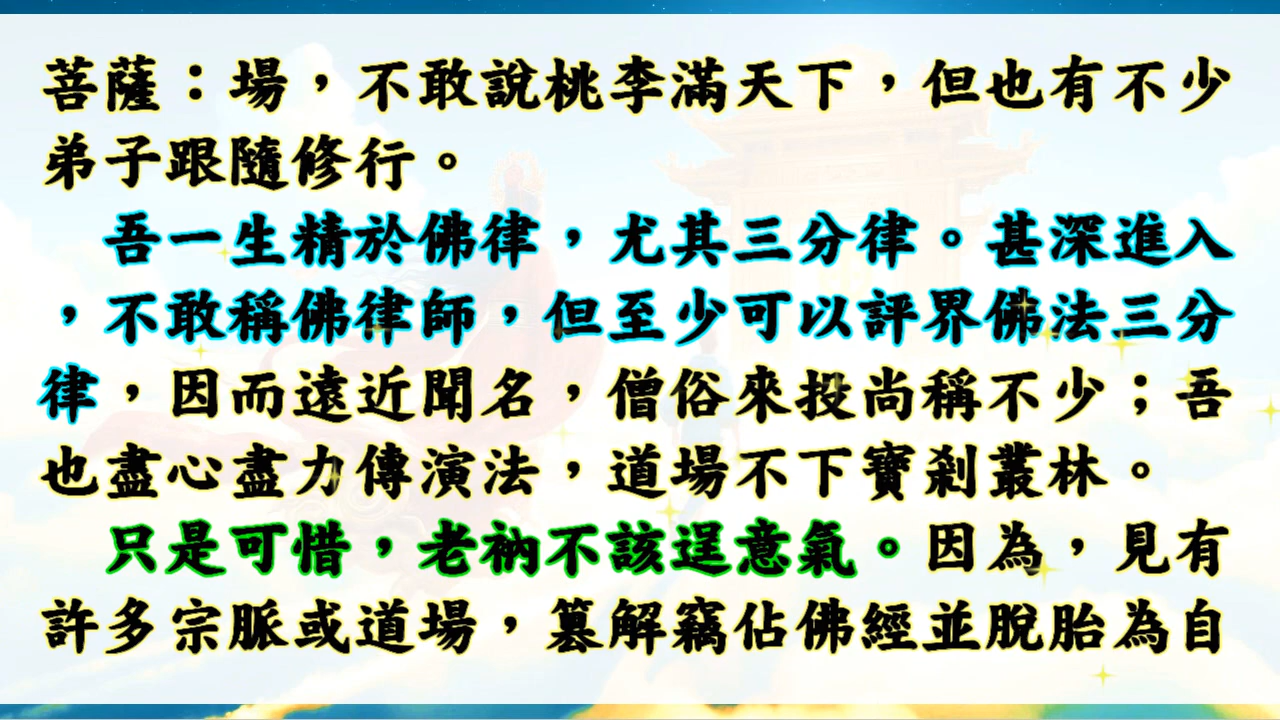 菩薩：場，不敢說桃李滿天下，但也有不少
弟子跟隨修行。
吾一生精於佛律，尤其三分律。甚深進入
，不敢稱佛律師，但至少可以評界佛法三分
律，因而遠近聞名，僧俗來投尚稱不少；吾
也盡心盡力傳演法，道場不下寶剎叢林。
只是可惜，老衲不該逞意氣。因為，見有
許多宗脈或道場，篡解竊佔佛經並脫胎為自